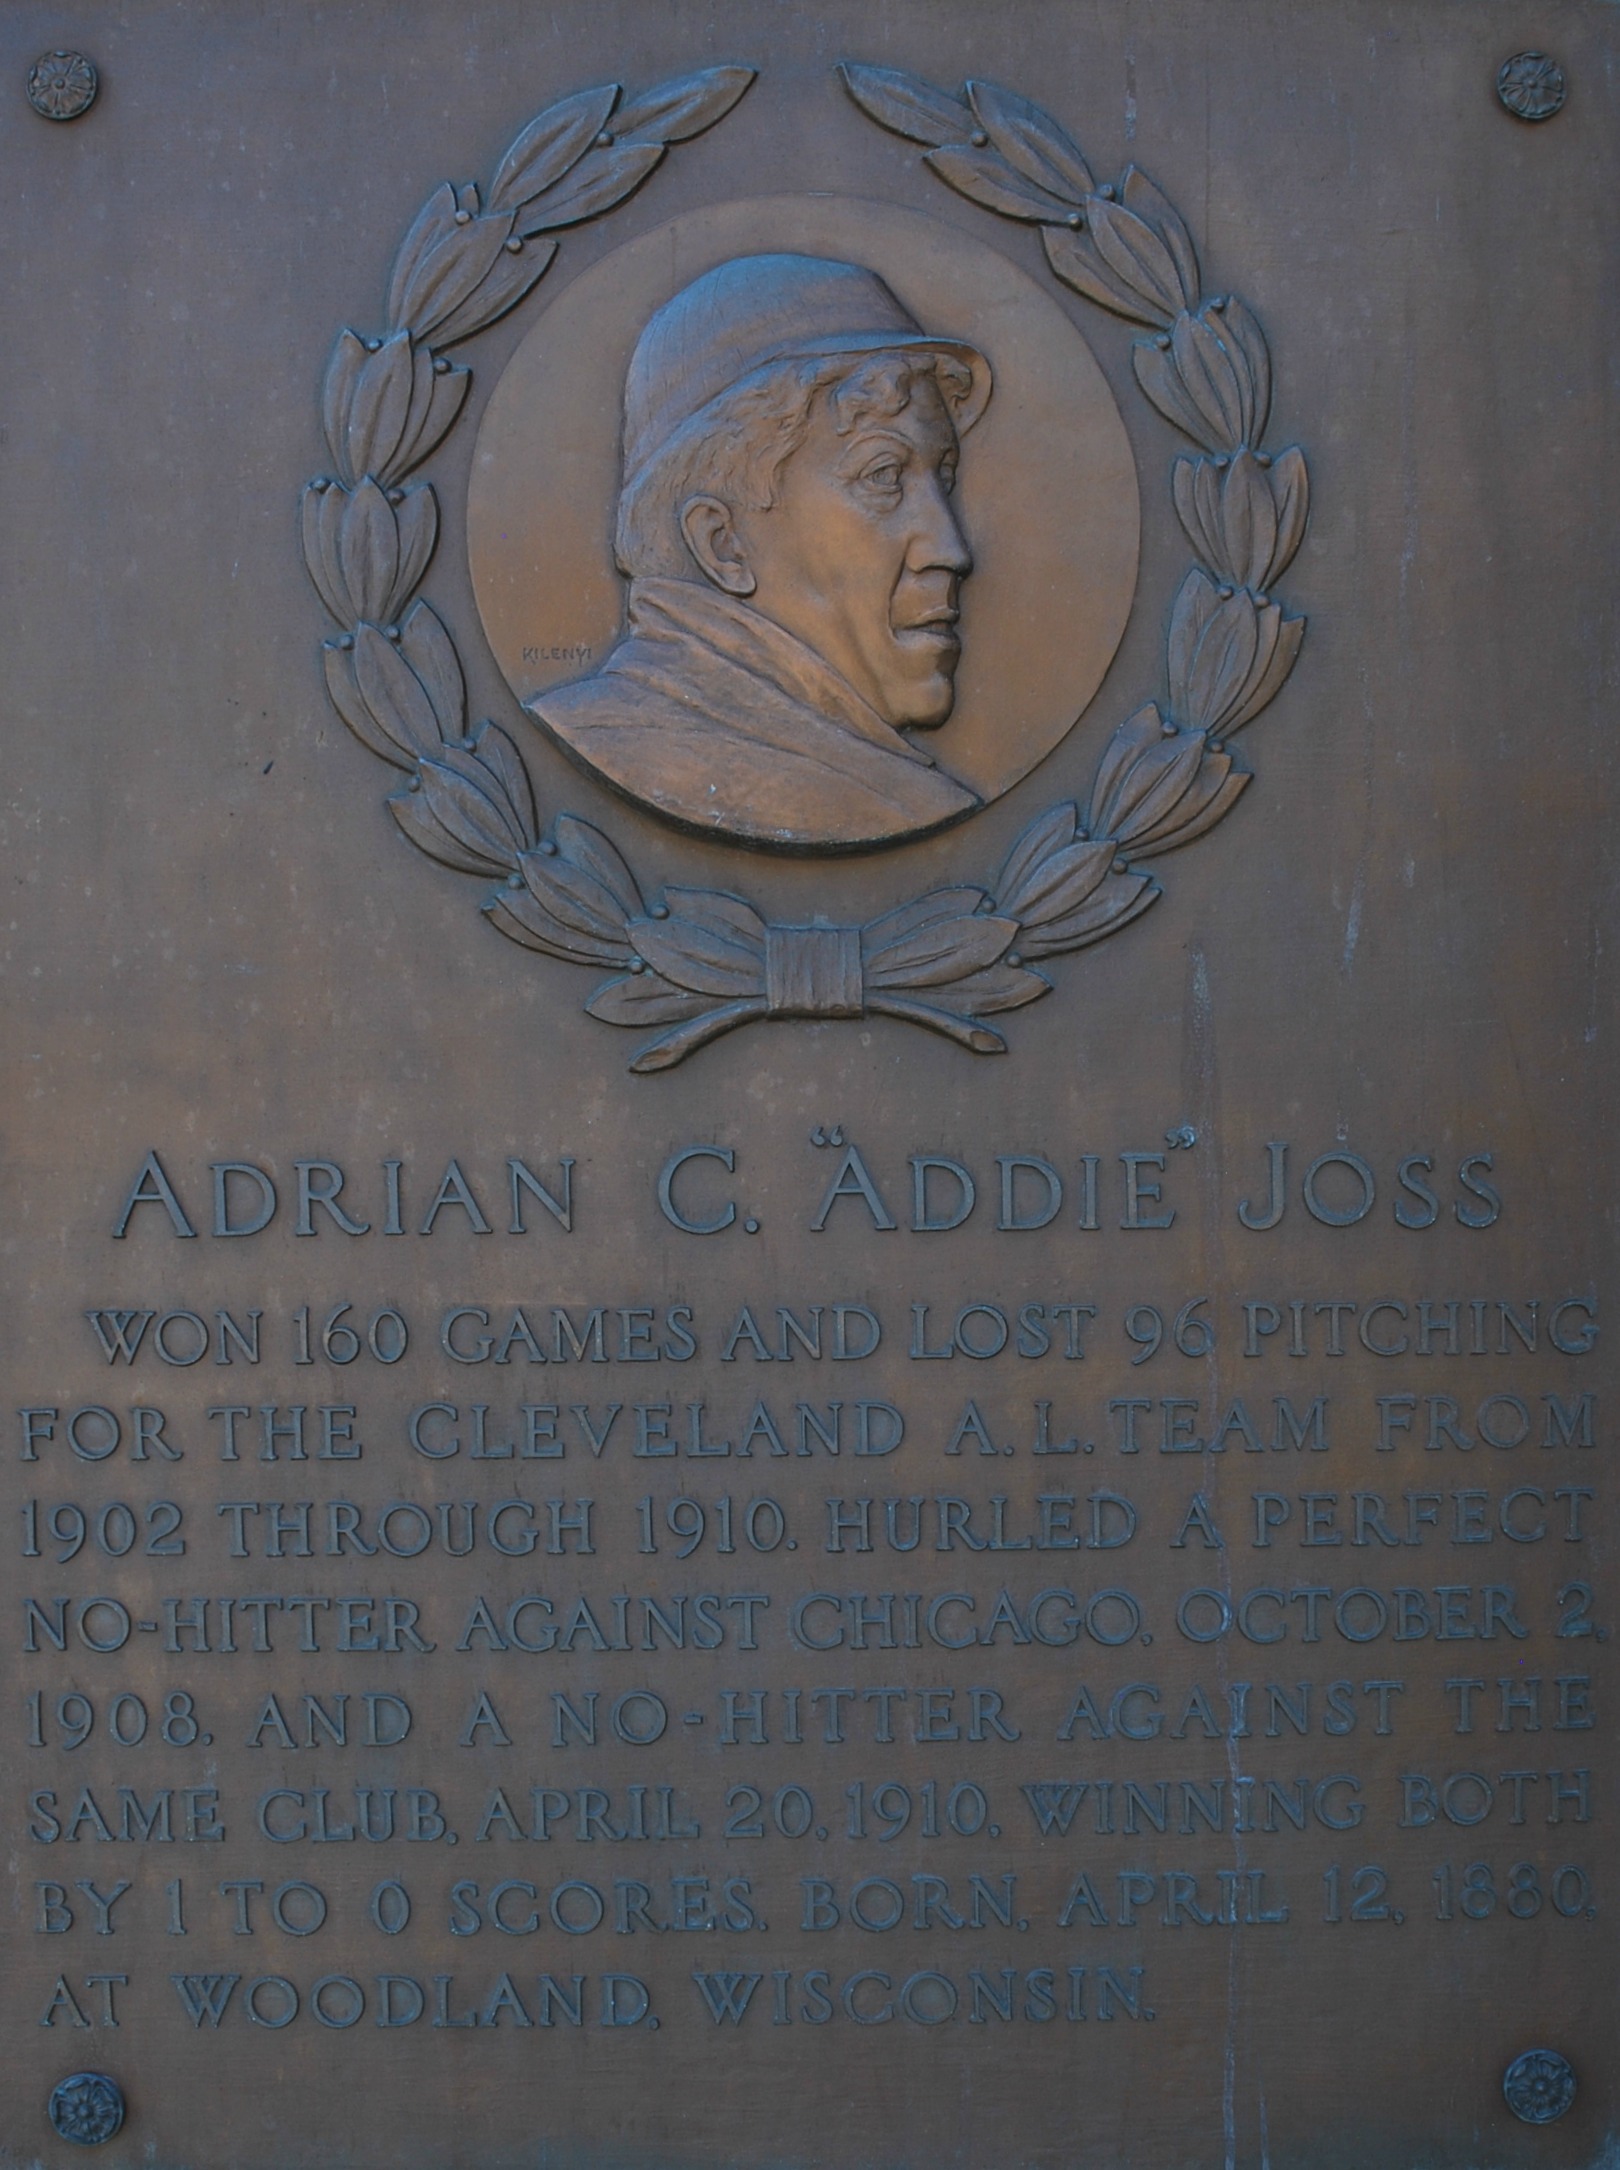 KILENYI
ADRIAN C. “ADDIE” JOSS
WON 160 GAMES AND LOST 96 PITCHING
FOR THE CLEVELAND A.L. TEAM FROM
1902 THROUGH 1910. HURLED A PERFECT
NO-HITTER AGAINST CHICAGO, OCTOBER 2,
1908, AND A NO-HITTER AGAINST THE
SAME CLUB, APRIL 20, 1910, WINNING BOTH
BY 1 TO 0 SCORES. BORN, APRIL 12, 1880,
AT WOODLAND, WISCONSIN.